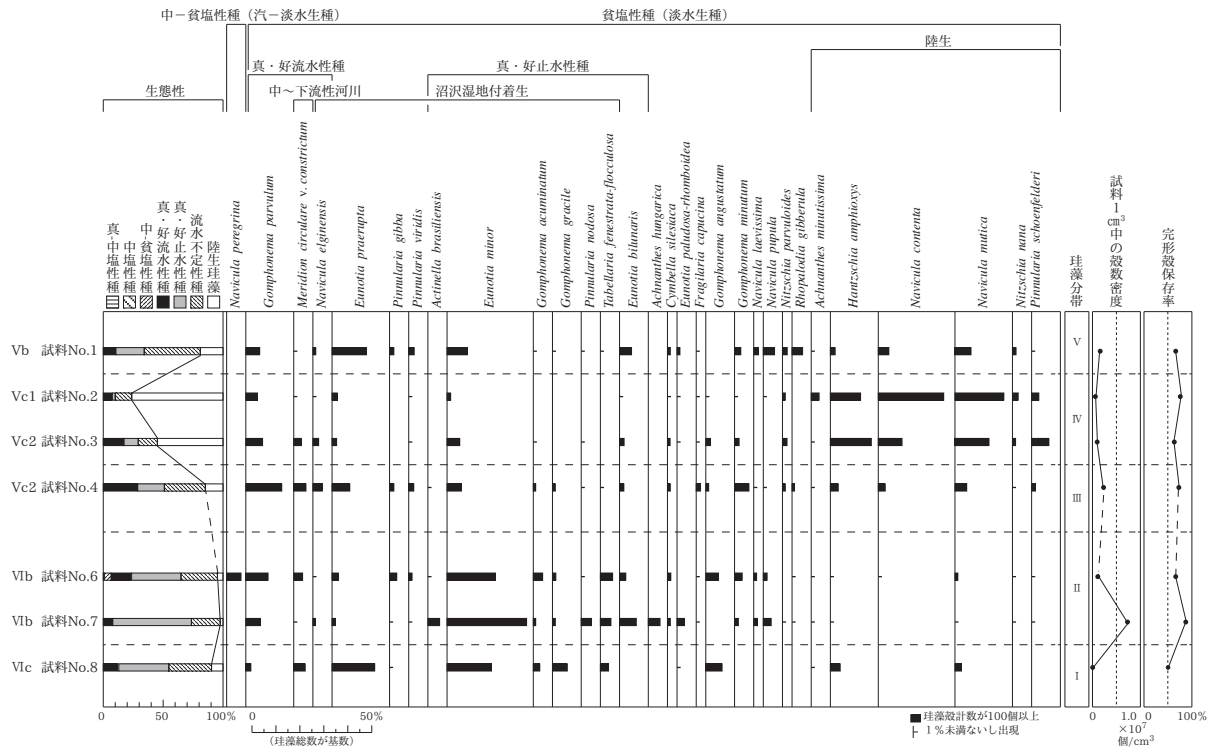 中－貧塩性種（汽－淡水生種）
貧塩性種（淡水生種）
陸生
真・好流水性種
真・好止水性種
生態性
中～下流性河川
沼沢湿地付着生
真・中塩性種
中塩性種
中-貧塩性種
真・好流水性種
真・好止水性種
流水不定性種
陸生珪藻
Navicula peregrina
Gomphonema parvulum
Meridion circulare v. constrictum
Navicula elginensis
Eunotia praerupta
Pinnularia gibba
Pinnularia viridis
Actinella brasiliensis
Eunotia minor
Gomphonema acuminatum
Gomphonema gracile
Pinnularia nodosa
Tabellaria fenestrata-flocculosa
Eunotia bilunaris
Achnanthes hungarica
Cymbella silesiaca
Eunotia paludosa-rhomboidea
Fragilaria capucina
Gomphonema angustatum
Gomphonema minutum
Navicula laevissima
Navicula pupula
Nitzschia parvuloides
Rhopalodia gibberula
Achnanthes minutissima
Hantzschia amphioxys
Navicula contenta
Navicula mutica
Nitzschia nana
Pinnularia schoenfelderi
珪藻分帯
試料1cm³中の殻数密度
完形殻保存率
Vb 試料No.1
V
Vc1 試料No.2
Ⅳ
Vc2 試料No.3
Vc2 試料No.4
Ⅲ
Ⅵb 試料No.6
Ⅱ
Ⅵb 試料No.7
Ⅵc 試料No.8
Ⅰ
0 50 100%
0 50%
（珪藻総数が基数）
珪藻殻計数が100個以上
1％未満ないし出現
0 1.0
×10⁷
個/cm³
0 100%